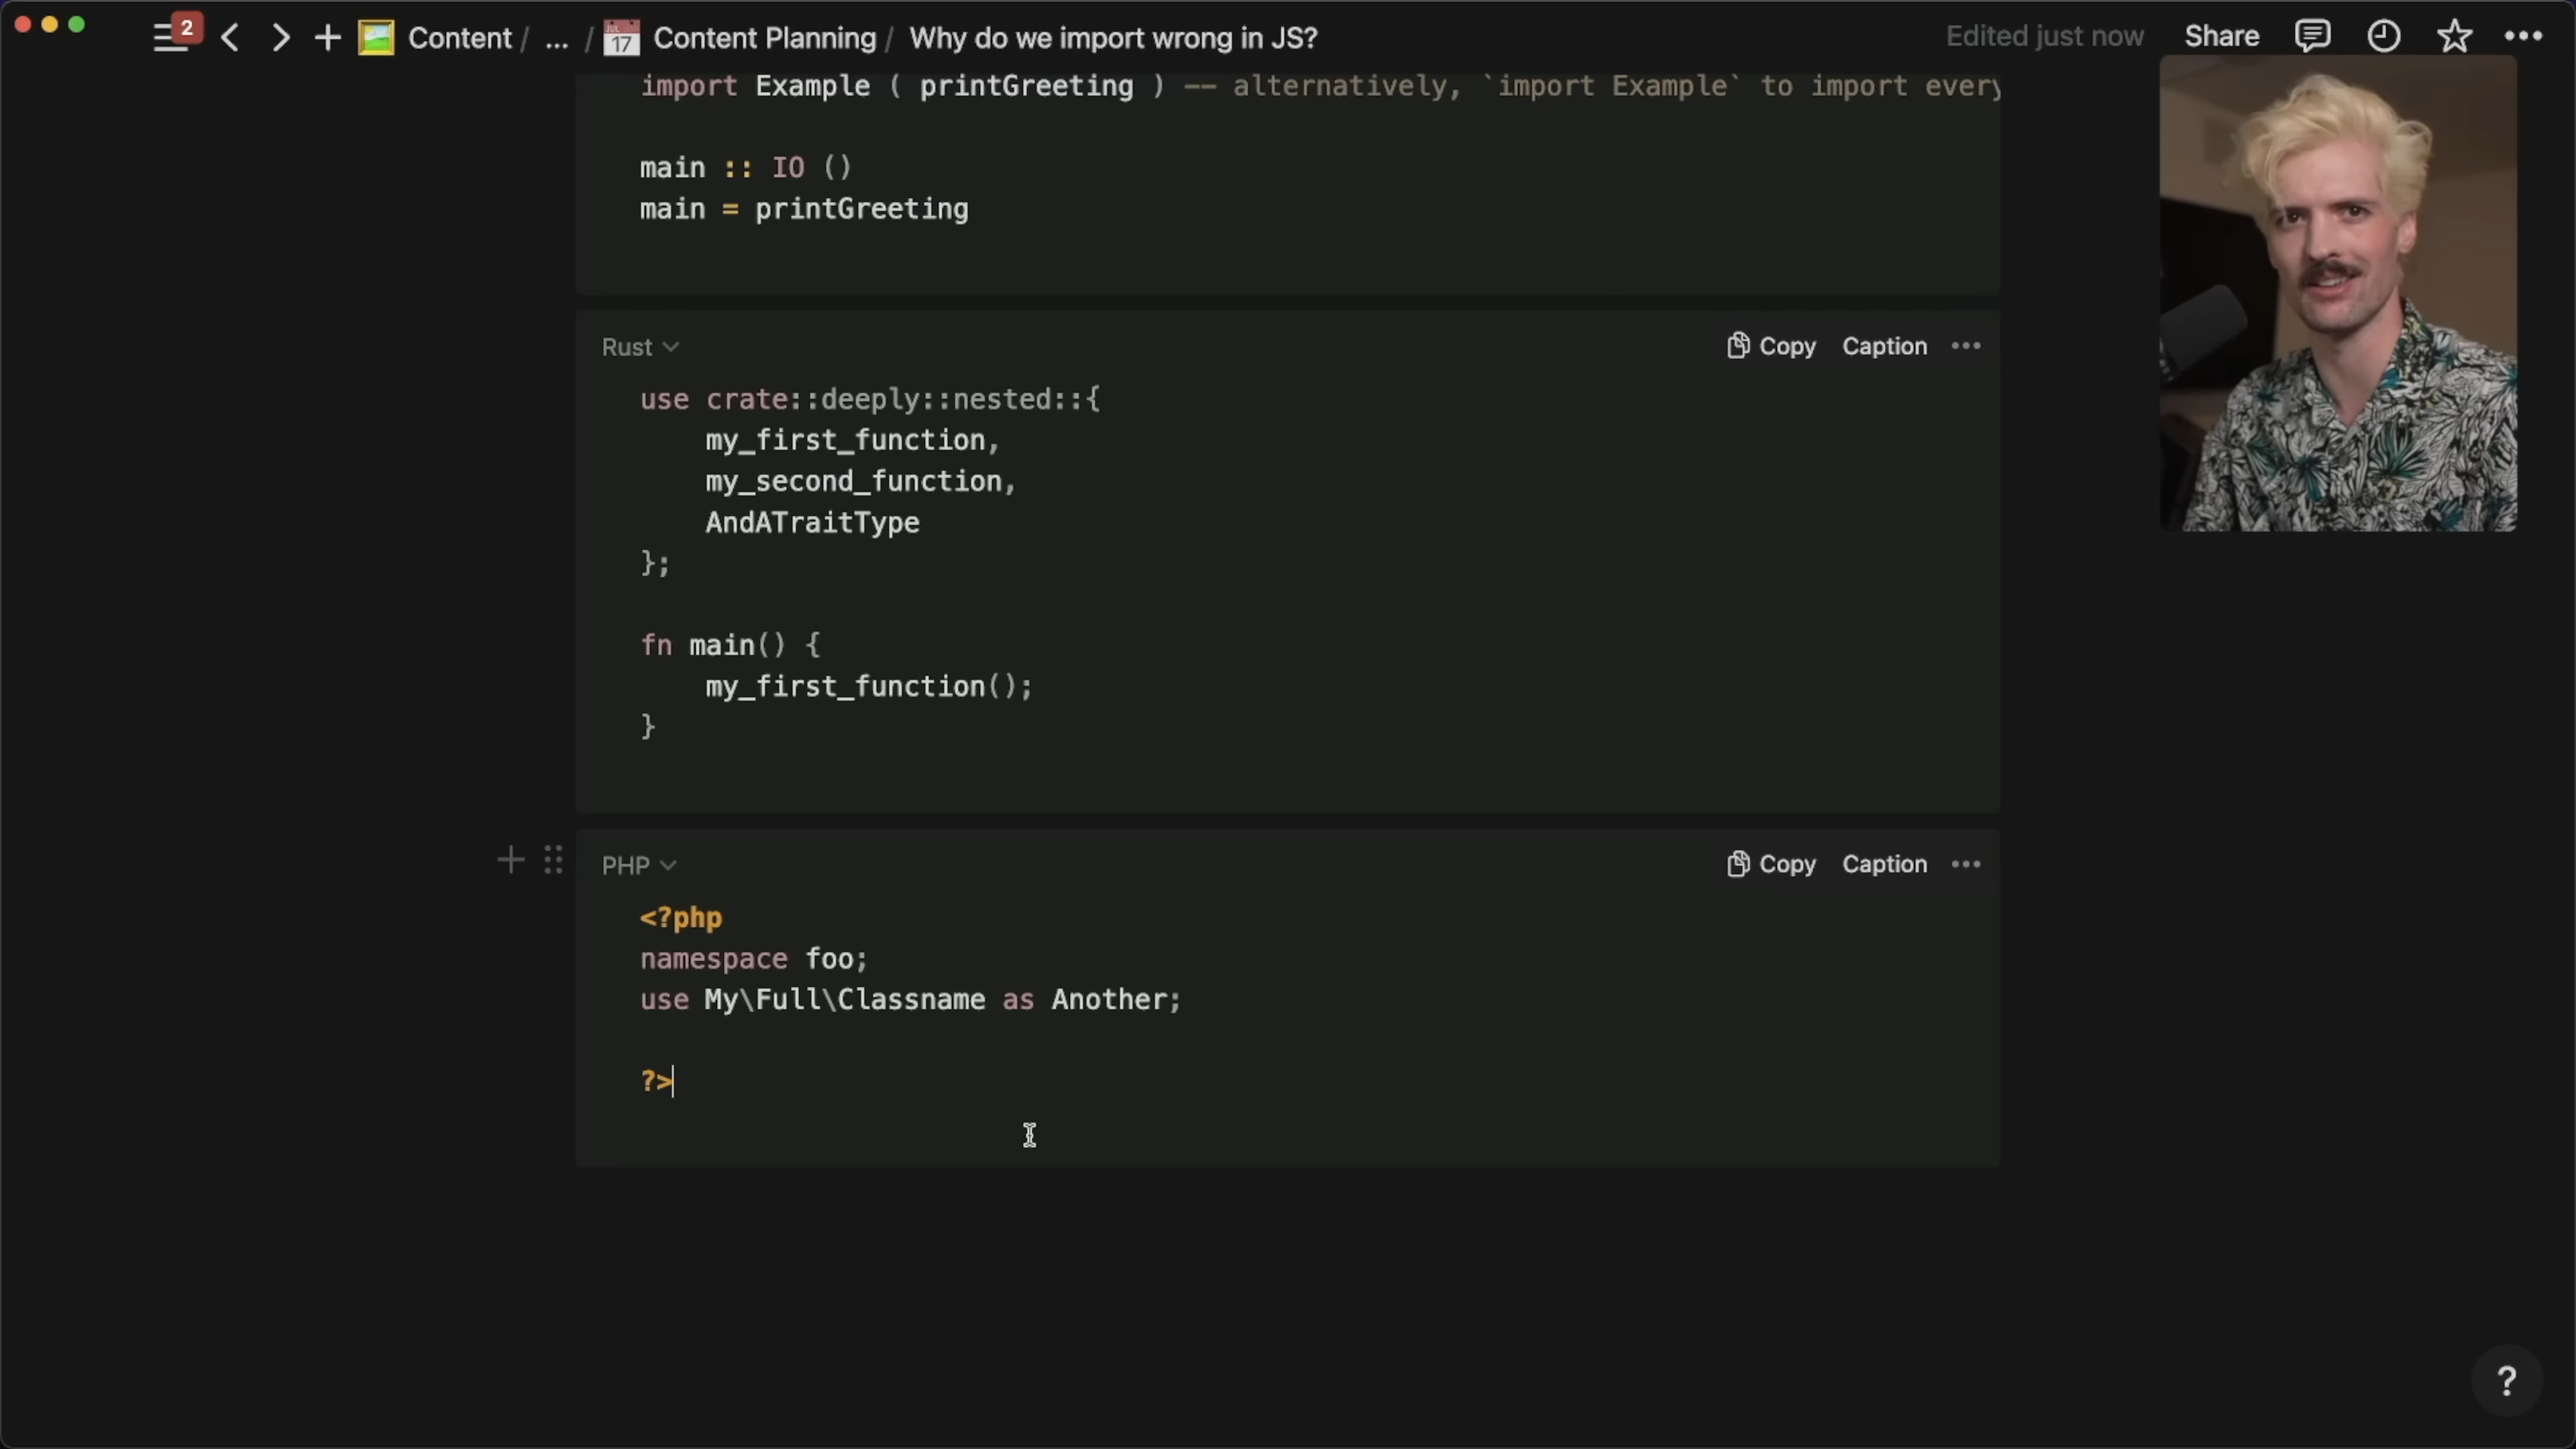 2
Content / ... / JUL 17 Content Planning / Why do we import wrong in JS?
Edited just now Share
import Example ( printGreeting ) -- alternatively, `import Example` to import every
main :: IO ()
main = printGreeting
Rust
Copy Caption
use crate::deeply::nested::{
    my_first_function,
    my_second_function,
    AndATraitType
};
fn main() {
    my_first_function();
}
PHP
Copy Caption
<?php
namespace foo;
use My\Full\Classname as Another;
?>
?